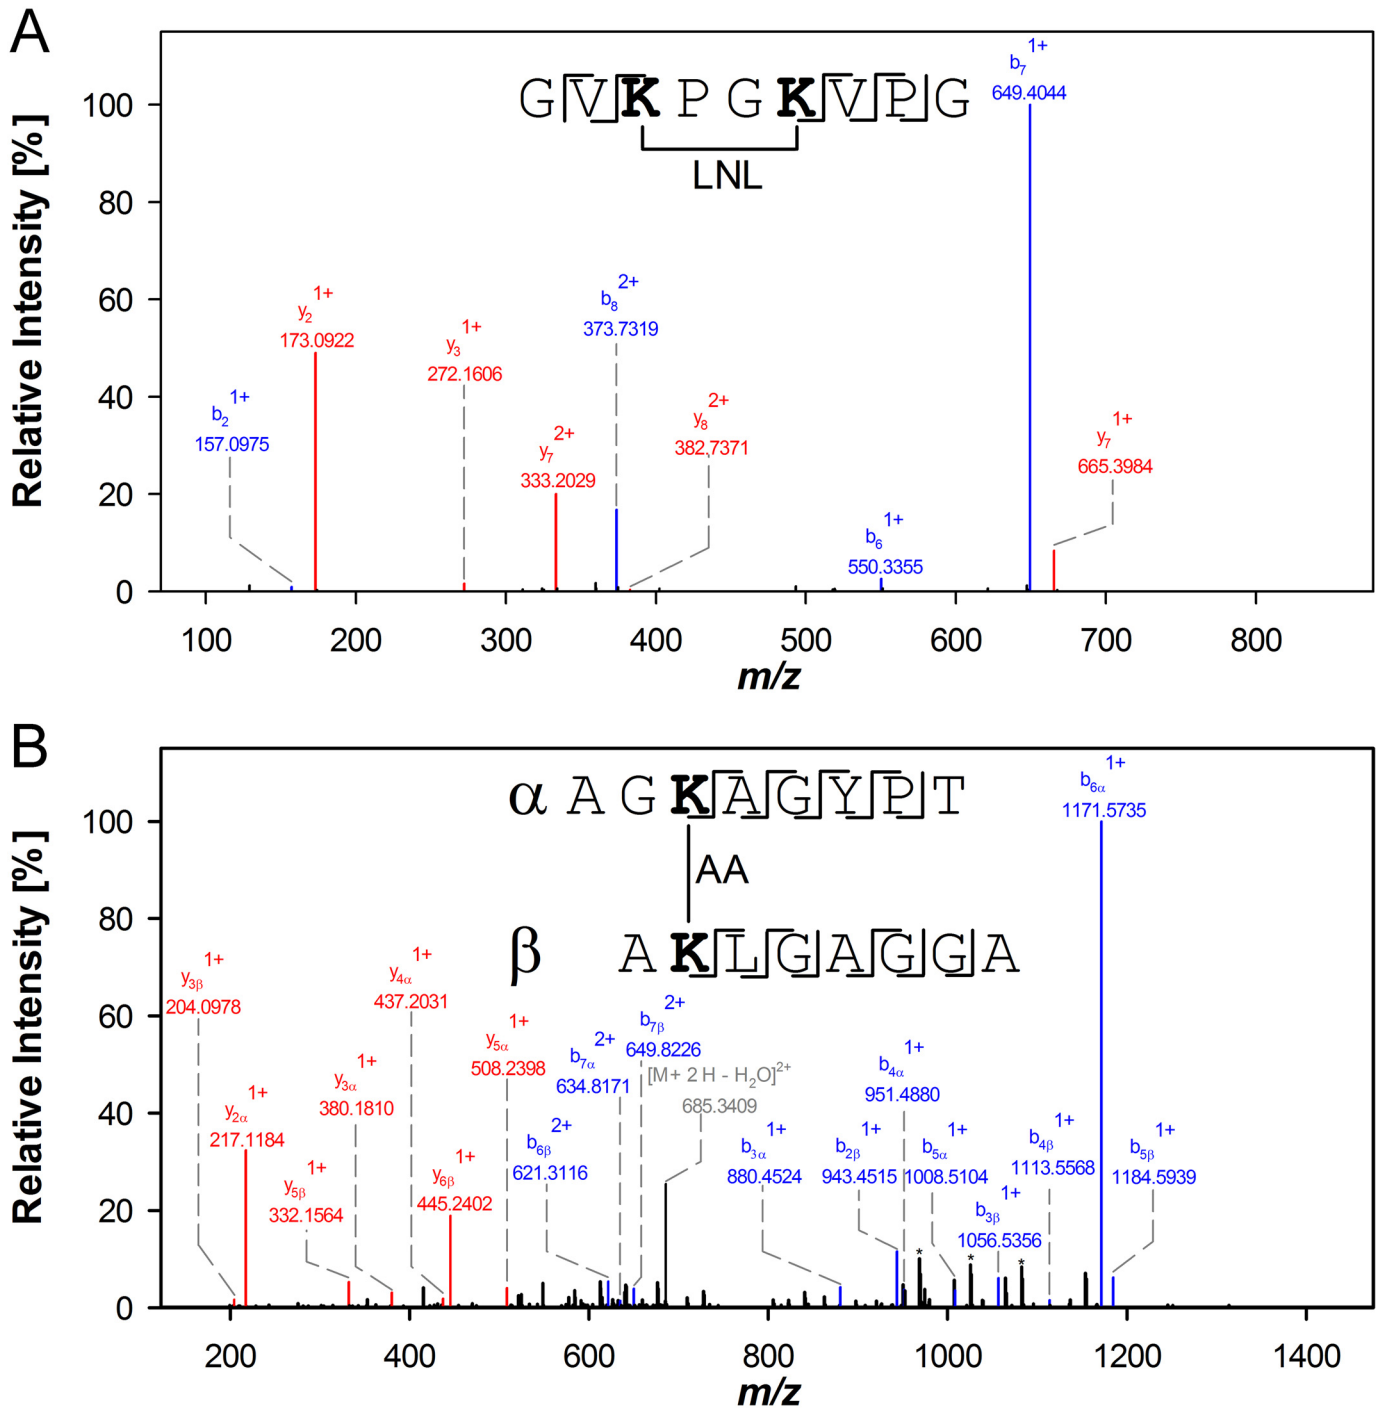 A
Relative Intensity [%]
100
80
60
40
20
0
G V K P G K V P G
LNL
b7 1+
649.4044
y2 1+
173.0922
b8 2+
373.7319
y3 1+
272.1606
b2 1+
157.0975
y8 2+
382.7371
y7 2+
333.2029
y7 1+
665.3984
b6 1+
550.3355
100 200 300 400 500 600 700 800
m/z
B
Relative Intensity [%]
100
80
60
40
20
0
α A G K A G Y P T
AA
β A K L G A G G A
b6α 1+
1171.5735
y3β 1+
204.0978
y4α 1+
437.2031
b7β 2+
649.8226
y5α 1+
508.2398
b7α 2+
634.8171
[M+ 2 H - H2O]2+
685.3409
b4α 1+
951.4880
y3α 1+
380.1810
y2α 1+
217.1184
b6β 2+
621.3116
b3α 1+
880.4524
b2β 1+
943.4515
b5α 1+
1008.5104
b4β 1+
1113.5568
b5β 1+
1184.5939
y5β 1+
332.1564
y6β 1+
445.2402
b3β 1+
1056.5356
* * *
200 400 600 800 1000 1200 1400
m/z